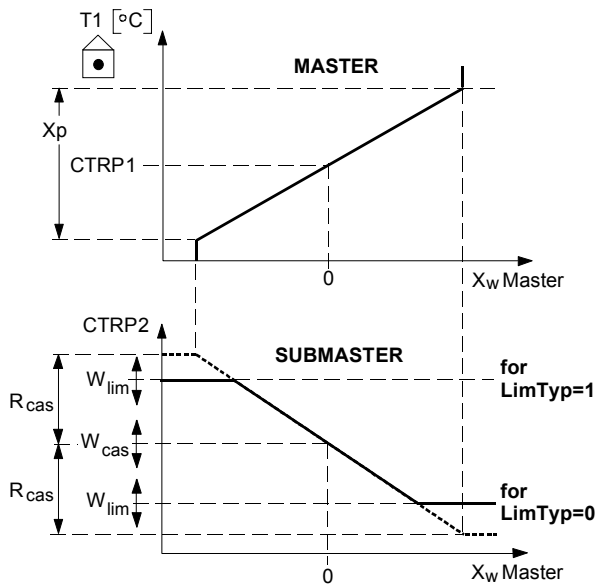 T1 [°C]
MASTER
Xp
CTRP1
0
Xw Master
CTRP2
SUBMASTER
for
LimTyp=1
Wlim
Rcas
Wcas
Rcas
Wlim
for
LimTyp=0
0
Xw Master